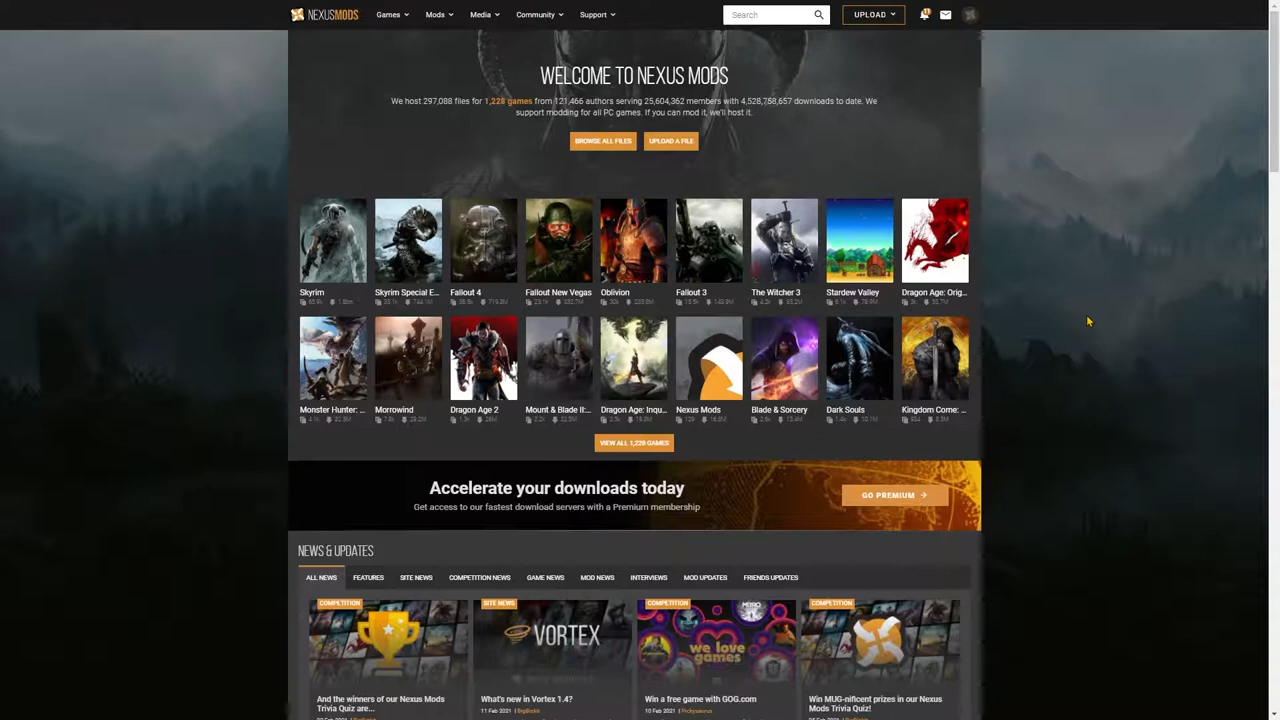 NEXUSMODS Games Mods Media Community Support Search UPLOAD
WELCOME TO NEXUS MODS
We host 297,088 files for 1,228 games from 121,466 authors serving 25,604,362 members with 4,528,758,657 downloads to date. We
support modding for all PC games. If you can mod it, we'll host it.
BROWSE ALL FILES UPLOAD A FILE
Skyrim Skyrim Special E... Fallout 4 Fallout New Vegas Oblivion Fallout 3 The Witcher 3 Stardew Valley Dragon Age: Orig...
Monster Hunter: ... Morrowind Dragon Age 2 Mount & Blade II:... Dragon Age: Inqu... Nexus Mods Blade & Sorcery Dark Souls Kingdom Come: ...
VIEW ALL 1,228 GAMES
Accelerate your downloads today
Get access to our fastest download servers with a Premium membership
GO PREMIUM
NEWS & UPDATES
ALL NEWS FEATURES SITE NEWS COMPETITION NEWS GAME NEWS MOD NEWS INTERVIEWS MOD UPDATES FRIENDS UPDATES
COMPETITION SITE NEWS COMPETITION COMPETITION
VORTEX
METRO
we love
games
And the winners of our Nexus Mods
Trivia Quiz are...
What's new in Vortex 1.4?
11 Feb 2021
Win a free game with GOG.com
10 Feb 2021
Win MUG-nificent prizes in our Nexus
Mods Trivia Quiz!